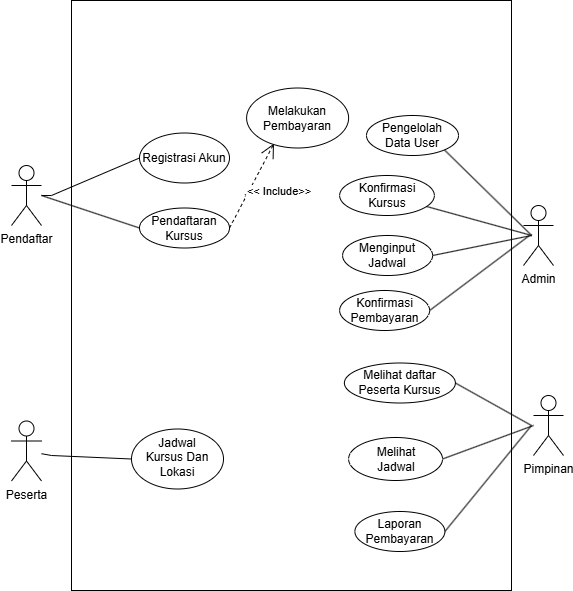 Melakukan
Pembayaran
Pengelolah
Data User
Registrasi Akun
<< Include>>
Konfirmasi
Kursus
Pendaftar
Pendaftaran
Kursus
Menginput
Jadwal
Admin
Konfirmasi
Pembayaran
Melihat daftar
Peserta Kursus
Jadwal
Kursus Dan
Lokasi
Melihat
Jadwal
Pimpinan
Peserta
Laporan
Pembayaran